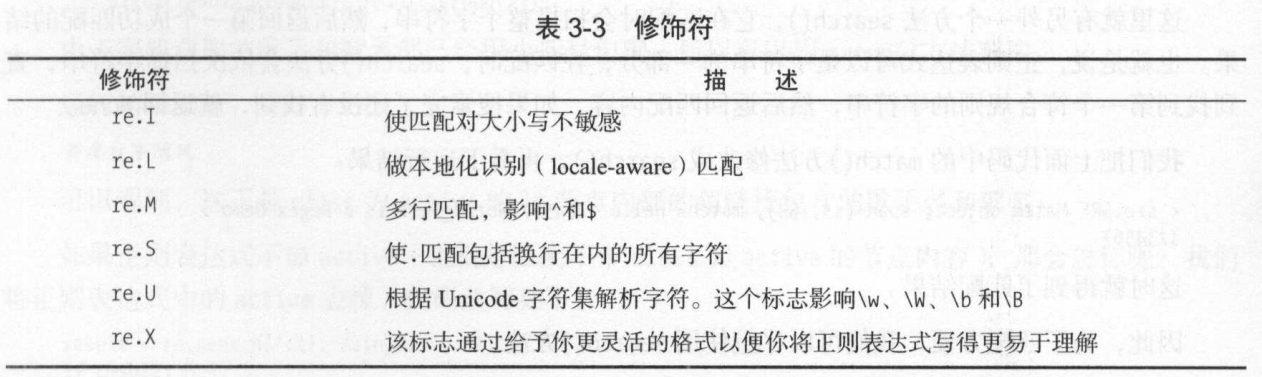 表 3-3 修饰符
修饰符 描 述
re.I 使匹配对大小写不敏感
re.L 做本地化识别（locale-aware）匹配
re.M 多行匹配，影响^和$
re.S 使.匹配包括换行在内的所有字符
re.U 根据 Unicode 字符集解析字符。这个标志影响\w、\W、\b 和\B
re.X 该标志通过给予你更灵活的格式以便你将正则表达式写得更易于理解